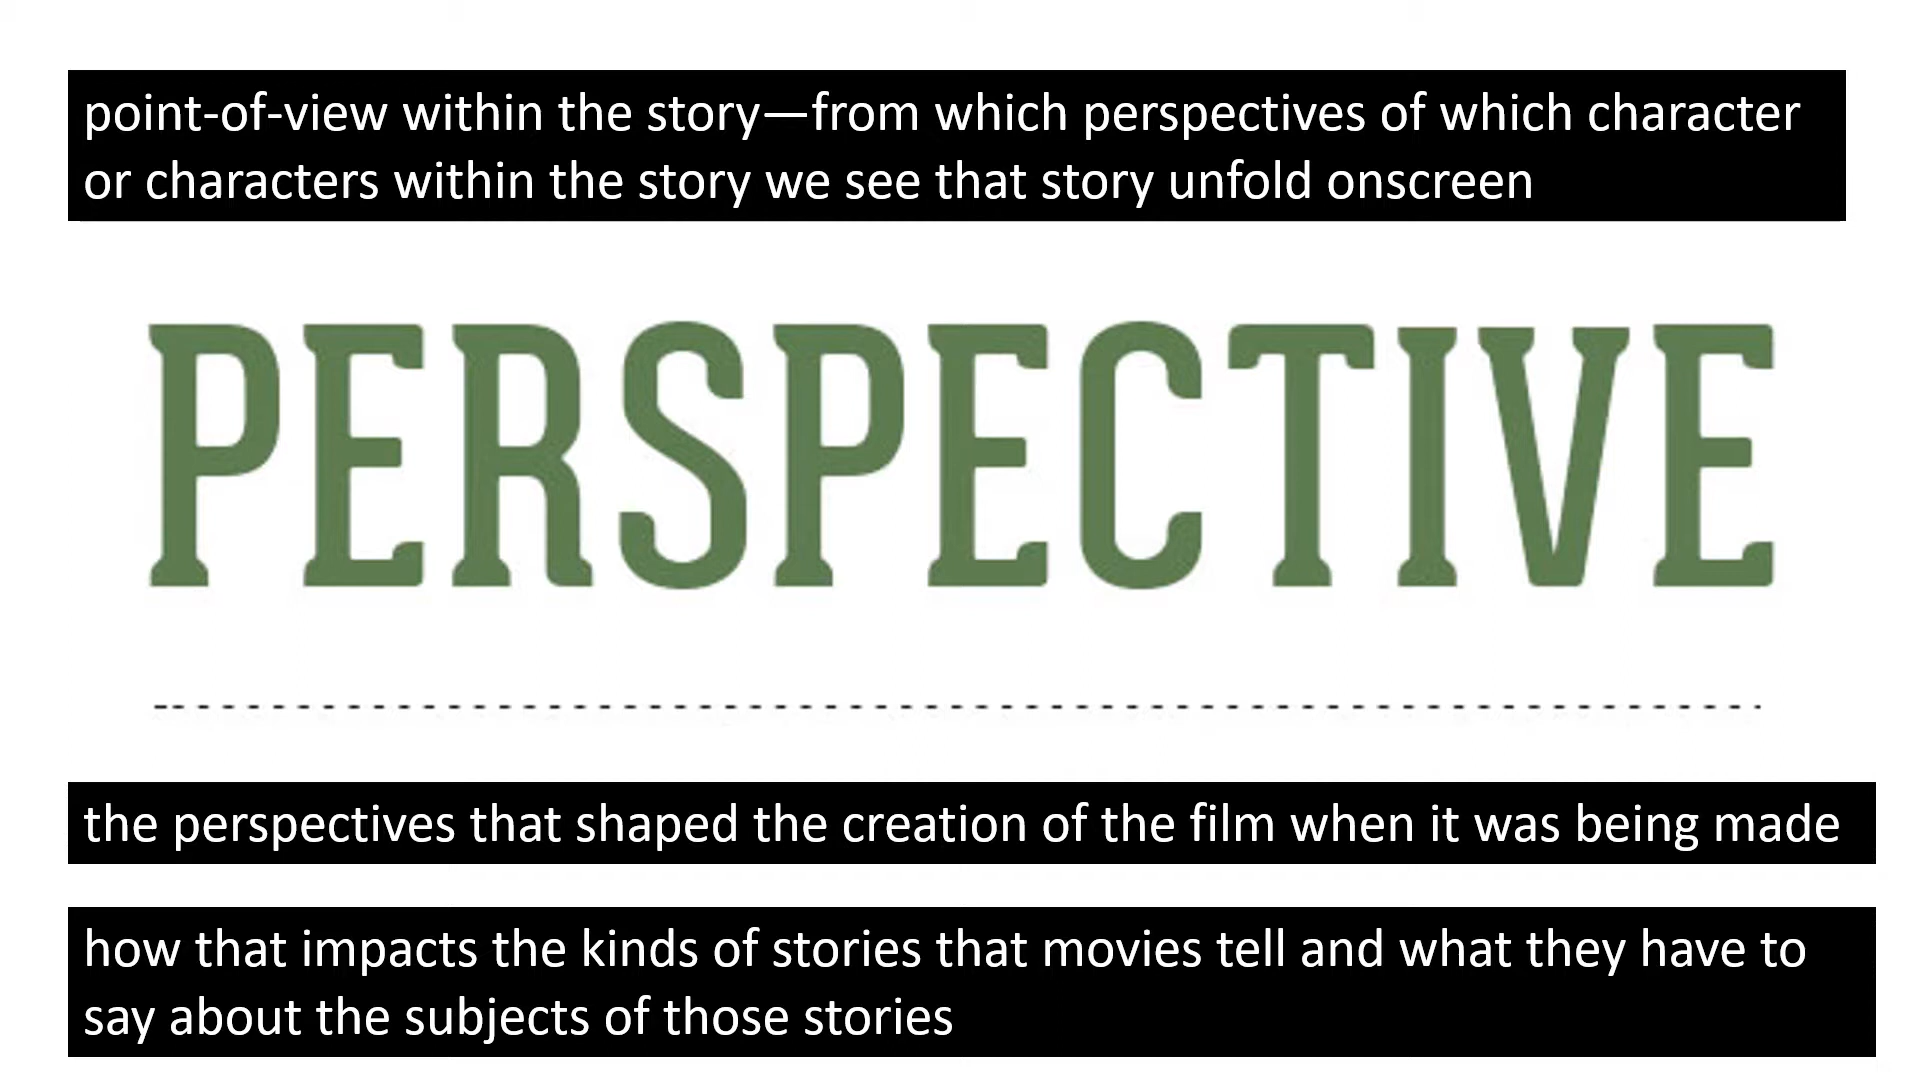 point-of-view within the story—from which perspectives of which character
or characters within the story we see that story unfold onscreen
PERSPECTIVE
the perspectives that shaped the creation of the film when it was being made
how that impacts the kinds of stories that movies tell and what they have to
say about the subjects of those stories